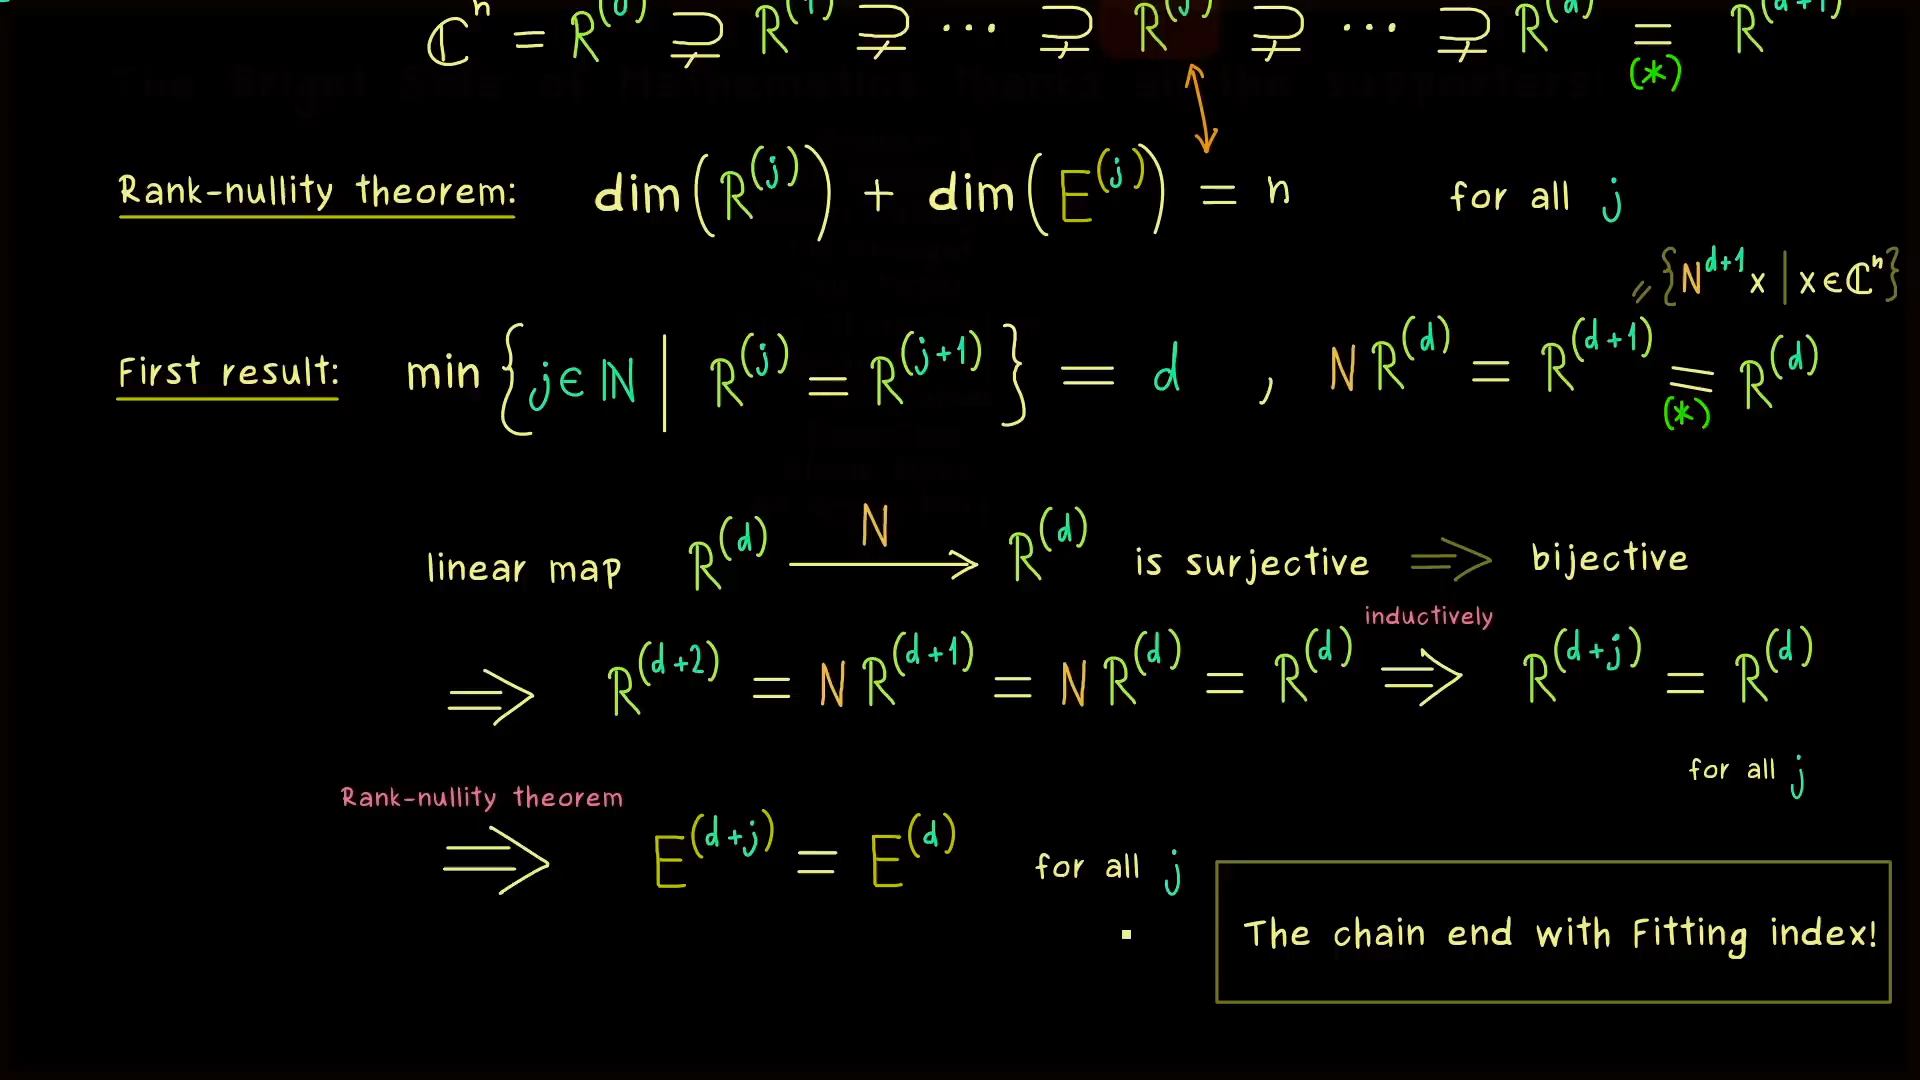 ℂⁿ = R^(0) ⊋ R^(1) ⊋ ⋯ ⊋ R^(j) ⊋ ⋯ ⊋ R^(d) = R^(d+1)
(*)
Rank-nullity theorem: dim(R^(j)) + dim(E^(j)) = n for all j
= {N^{d+1} x | x ∈ ℂⁿ}
First result: min {j ∈ ℕ | R^(j) = R^(j+1)} = d , N R^(d) = R^(d+1) = R^(d)
(*)
N
linear map R^(d) ⟶ R^(d) is surjective ⇒ bijective
inductively
⇒ R^(d+2) = N R^(d+1) = N R^(d) = R^(d) ⇒ R^(d+j) = R^(d)
for all j
Rank-nullity theorem
⇒ E^(d+j) = E^(d) for all j
The chain end with Fitting index!